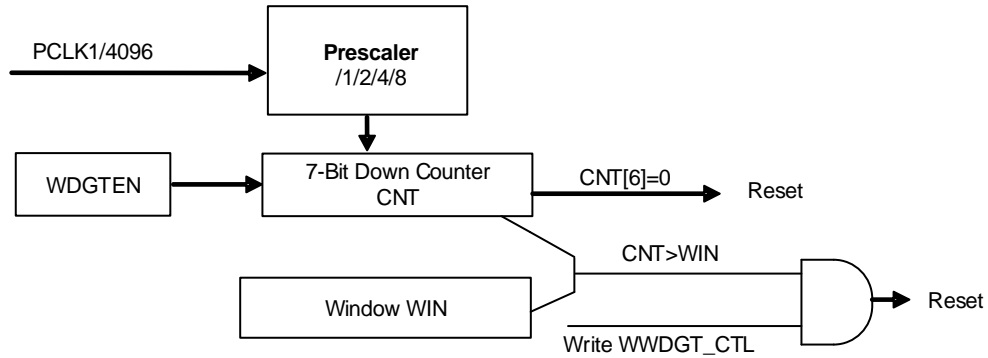 PCLK1/4096
Prescaler
/1/2/4/8
WDGTEN
7-Bit Down Counter
CNT
CNT[6]=0
Reset
CNT>WIN
Window WIN
Reset
Write WWDGT_CTL